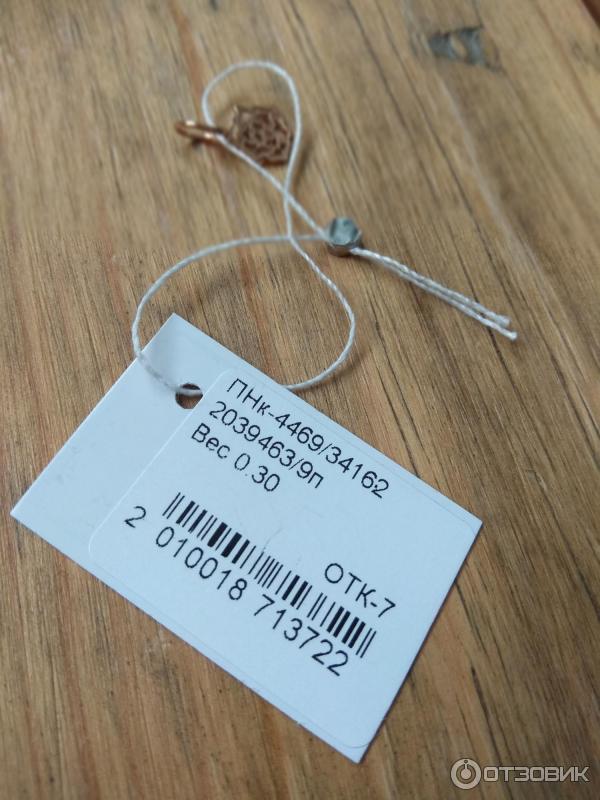 ПНк-4469/34162
2039463/9п
Вес 0.30
ОТК-7
2 010018 713722
ОТЗОВИК